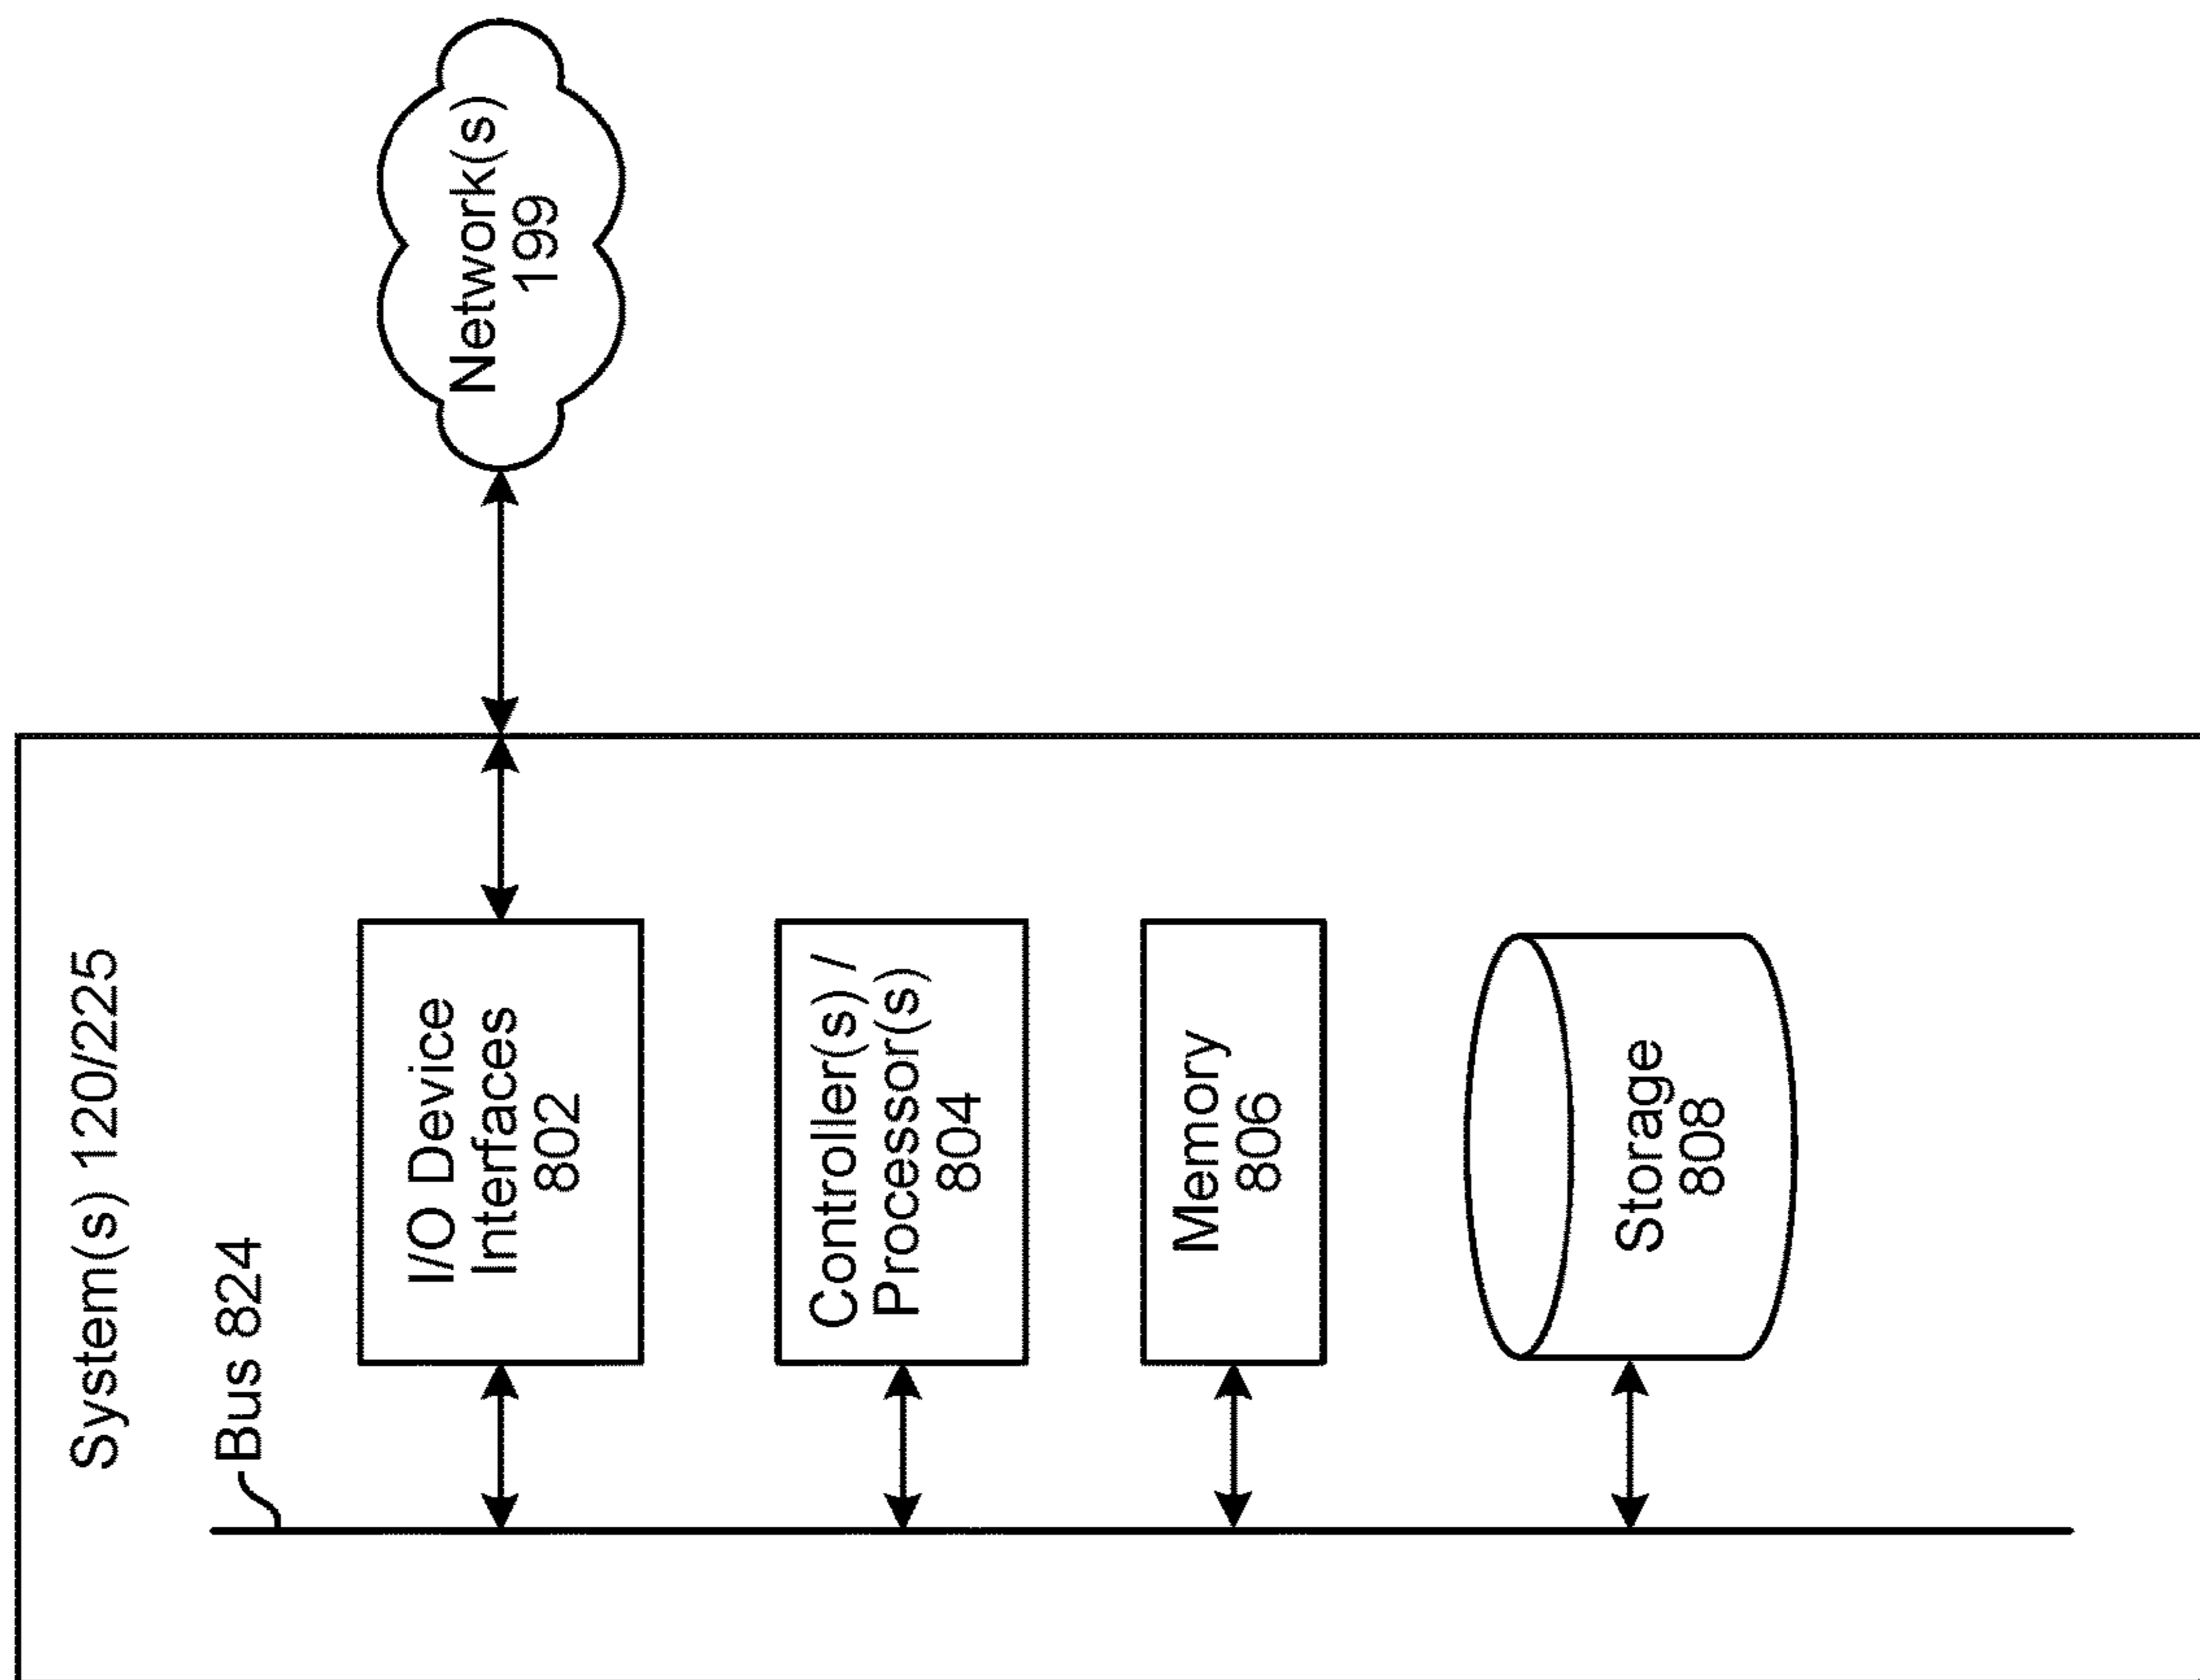 System(s) 120/225
Bus 824
I/O Device
Interfaces
802
Network(s)
199
Controller(s) /
Processor(s)
804
Memory
806
Storage
808